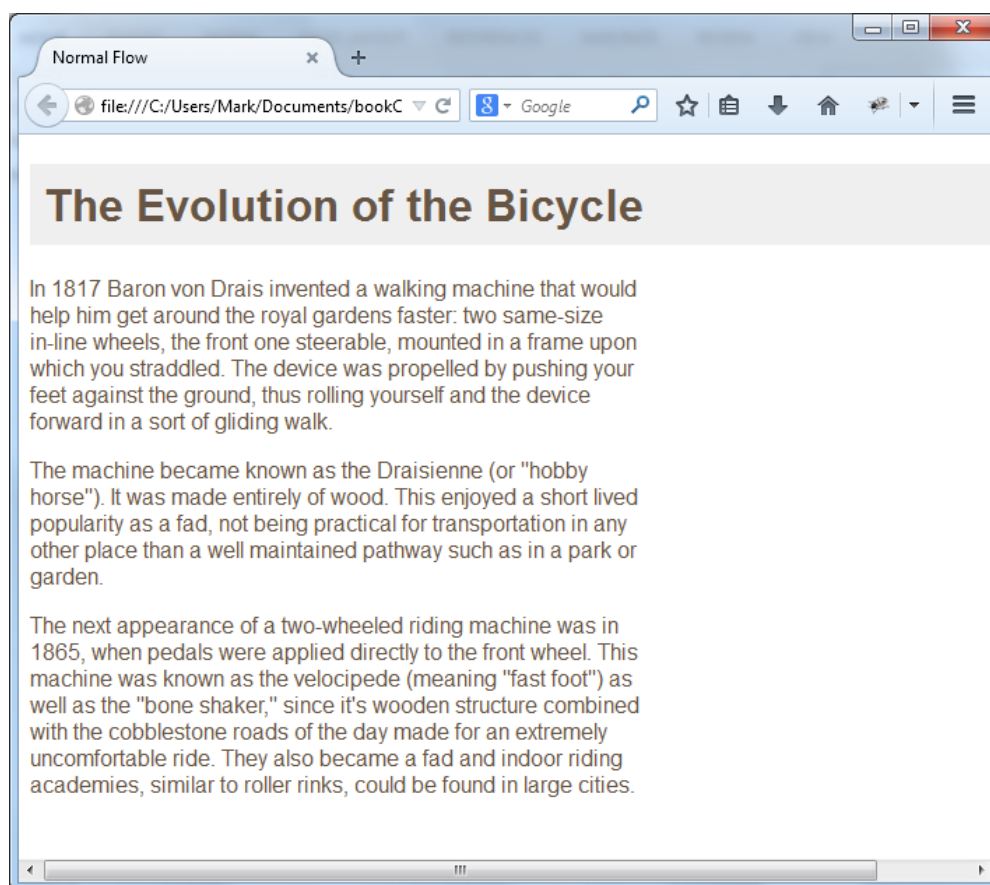 Normal Flow
file:///C:/Users/Mark/Documents/bookC
8 Google
The Evolution of the Bicycle
In 1817 Baron von Drais invented a walking machine that would
help him get around the royal gardens faster: two same-size
in-line wheels, the front one steerable, mounted in a frame upon
which you straddled. The device was propelled by pushing your
feet against the ground, thus rolling yourself and the device
forward in a sort of gliding walk.
The machine became known as the Draisienne (or "hobby
horse"). It was made entirely of wood. This enjoyed a short lived
popularity as a fad, not being practical for transportation in any
other place than a well maintained pathway such as in a park or
garden.
The next appearance of a two-wheeled riding machine was in
1865, when pedals were applied directly to the front wheel. This
machine was known as the velocipede (meaning "fast foot") as
well as the "bone shaker," since it's wooden structure combined
with the cobblestone roads of the day made for an extremely
uncomfortable ride. They also became a fad and indoor riding
academies, similar to roller rinks, could be found in large cities.